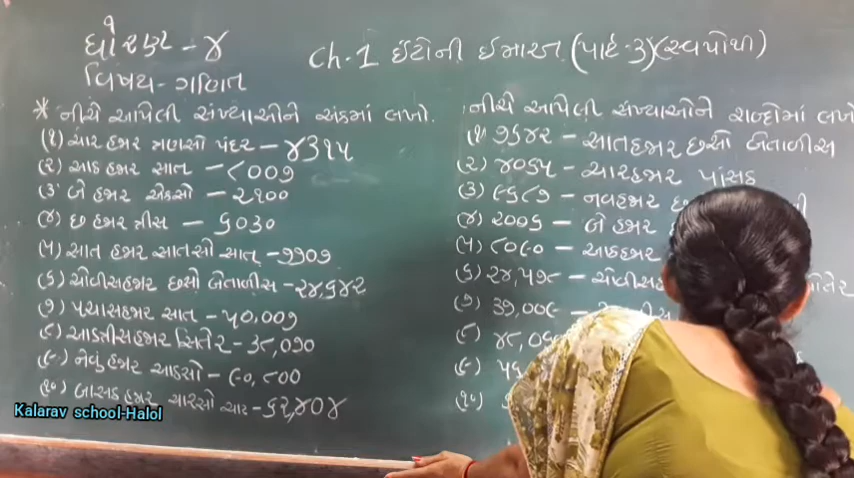 ધોરણ - ૪
વિષય - ગણિત
Ch.1 ઈંટોની ઈમારત (પાર્ટ-૩)(સ્વપોથી)
* નીચે આપેલી સંખ્યાઓને અંકમાં લખો.
(૧) ચાર હજાર ત્રણસો પંદર - ૪૩૧૫
(૨) આઠ હજાર સાત - ૮૦૦૭
(૩) બે હજાર એકસો - ૨૧૦૦
(૪) છ હજાર ત્રીસ - ૬૦૩૦
(૫) સાત હજાર સાતસો સાત - ૭૭૦૭
(૬) ચોવીસહજાર છસો બેતાળીસ - ૨૪,૬૪૨
(૭) પચાસહજાર સાત - ૫૦,૦૦૭
(૮) આડત્રીસહજાર સિત્તેર - ૩૮,૦૭૦
(૯) નેવું હજાર આઠસો - ૯૦,૮૦૦
(૧૦) બાસઠ હજાર ચારસો ચાર - ૬૨,૪૦૪
નીચે આપેલી સંખ્યાઓને શબ્દોમાં લખો
(૧) ૭૬૪૨ - સાતહજાર છસો બેતાળીસ
(૨) ૪૦૬૫ - ચારહજાર પાંસઠ
(૩) ૯૬૮૭ - નવહજાર
(૪) ૨૦૦૬ - બે હજાર
(૫) ૮૦૯૦ - આઠહજાર
(૬) ૨૪,૫૭૮ -
(૭) ૩૭,૦૦૯ -
(૮)
(૯)
(૧૦)
Kalarav school-Halol